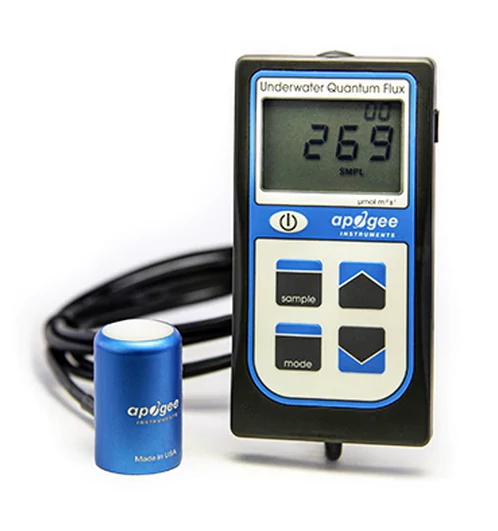 Underwater Quantum Flux
00
269
SMPL
µmol m⁻² s⁻¹
apogee
INSTRUMENTS
sample
mode
apogee
INSTRUMENTS
Made in USA